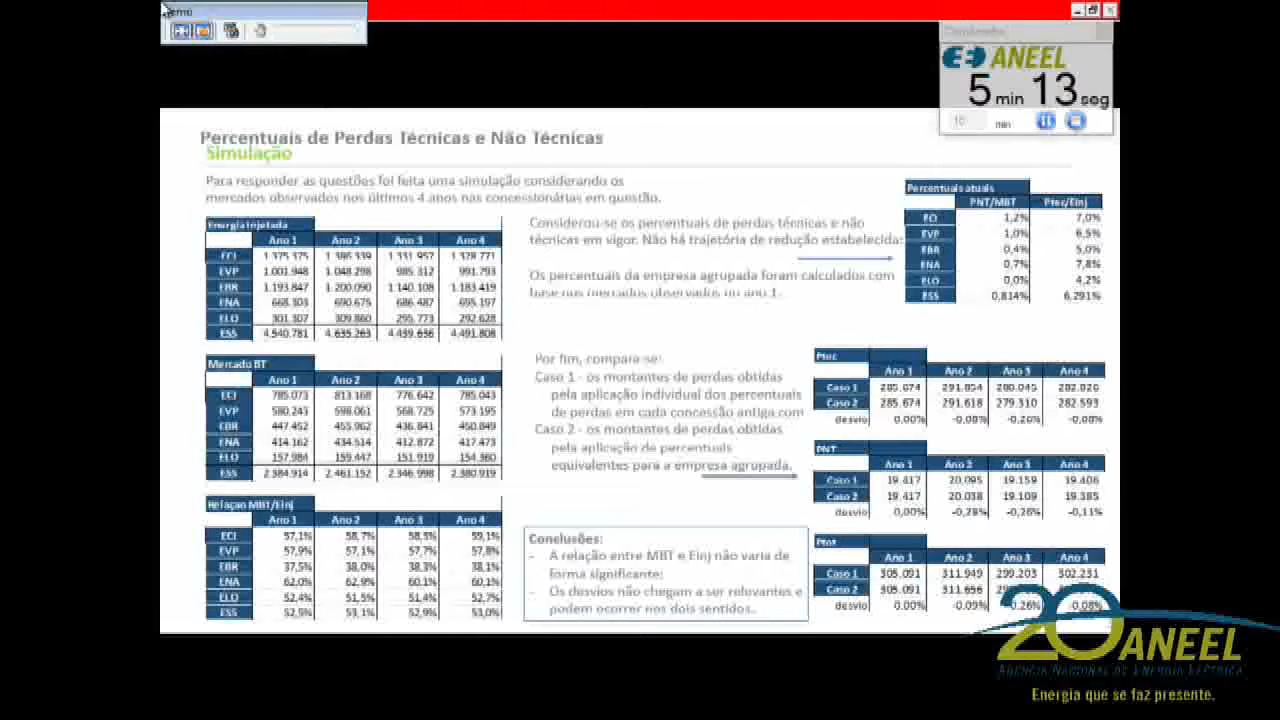 ANEEL
5 min 13 seg
10 min
Percentuais de Perdas Técnicas e Não Técnicas
Simulação
Para responder as questões foi feita uma simulação considerando os
mercados observados nos últimos 4 anos nas concessionárias em questão.
Energia Injetada
Ano 1 Ano 2 Ano 3 Ano 4
ECI 1.375.375 1.386.339 1.331.957 1.328.771
EVP 1.001.948 1.048.298 985.312 991.793
EBR 1.193.847 1.200.090 1.140.108 1.183.419
ENA 668.303 690.675 686.487 695.197
ELO 301.307 309.860 295.773 292.628
ESS 4.540.781 4.635.263 4.439.636 4.491.808
Mercado BT
Ano 1 Ano 2 Ano 3 Ano 4
ECI 785.073 813.168 776.642 785.043
EVP 580.243 598.061 568.725 573.195
EBR 447.452 455.962 436.841 450.849
ENA 414.162 434.514 412.872 417.473
ELO 157.984 159.447 151.919 154.360
ESS 2.384.914 2.461.152 2.346.998 2.380.919
Relação MBT/Einj
Ano 1 Ano 2 Ano 3 Ano 4
ECI 57,1% 58,7% 58,3% 59,1%
EVP 57,9% 57,1% 57,7% 57,8%
EBR 37,5% 38,0% 38,3% 38,1%
ENA 62,0% 62,9% 60,1% 60,1%
ELO 52,4% 51,5% 51,4% 52,7%
ESS 52,5% 53,1% 52,9% 53,0%
Considerou-se os percentuais de perdas técnicas e não
técnicas em vigor. Não há trajetória de redução estabelecida:
Os percentuais da empresa agrupada foram calculados com
base nos mercados observados no ano 1.
Por fim, compara-se:
Caso 1 - os montantes de perdas obtidas
pela aplicação individual dos percentuais
de perdas em cada concessão antiga com
Caso 2 - os montantes de perdas obtidas
pela aplicação de percentuais
equivalentes para a empresa agrupada.
Conclusões:
- A relação entre MBT e Einj não varia de
forma significante;
- Os desvios não chegam a ser relevantes e
podem ocorrer nos dois sentidos.
Percentuais atuais
PNT/MBT Ptec/Einj
ECI 1,2% 7,0%
EVP 1,0% 6,5%
EBR 0,4% 5,0%
ENA 0,7% 7,8%
ELO 0,0% 4,2%
ESS 0,814% 6,291%
Ptec
Ano 1 Ano 2 Ano 3 Ano 4
Caso 1 285.674 291.854 280.045 282.826
Caso 2 285.674 291.618 279.310 282.593
desvio 0,00% -0,08% -0,26% -0,08%
PNT
Ano 1 Ano 2 Ano 3 Ano 4
Caso 1 19.417 20.095 19.159 19.406
Caso 2 19.417 20.038 19.109 19.385
desvio 0,00% -0,28% -0,26% -0,11%
Ptot
Ano 1 Ano 2 Ano 3 Ano 4
Caso 1 305.091 311.949 299.203 302.231
Caso 2 305.091 311.656 298
desvio 0,00% -0,09% -0,26% -0,08%
20 ANEEL
AGÊNCIA NACIONAL DE ENERGIA ELÉTRICA
Energia que se faz presente.